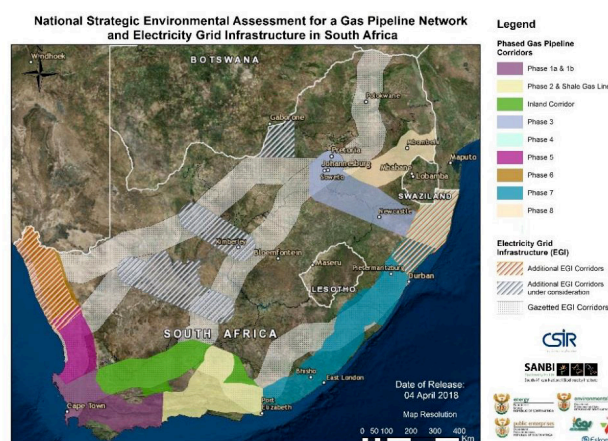 National Strategic Environmental Assessment for a Gas Pipeline Network
and Electricity Grid Infrastructure in South Africa
Legend
Phased Gas Pipeline
Corridors
Phase 1a & 1b
Phase 2 & Shale Gas Line
Inland Corridor
Phase 3
Phase 4
Phase 5
Phase 6
Phase 7
Phase 8
Electricity Grid
Infrastructure (EGI)
Additional EGI Corridors
Additional EGI Corridors
under consideration
Gazetted EGI Corridors
CSIR
SANBI
energy
environmental
public enterprises
iGas
Windhoek
BOTSWANA
Polokwane
Gaborone
Pretoria
Johannesburg
Soweto
Mbabane
Maputo
Lobamba
SWAZILAND
Newcastle
Kimberley
Bloemfontein
Maseru
LESOTHO
Pietermaritzburg
Durban
SOUTH AFRICA
Bhisho
East London
Port
Elizabeth
Cape Town
Date of Release:
04 April 2018
Map Resolution
0 50 100 200 300 400
Km